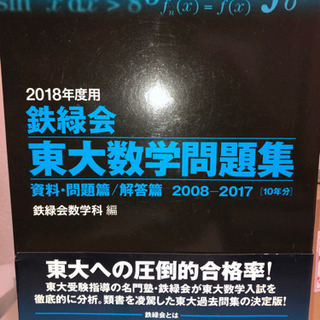 sin x dx > 8
fₙ(x) = f(x)
2018年度用
鉄緑会
東大数学問題集
資料・問題篇/解答篇 2008-2017 [10年分]
鉄緑会数学科 編
東大への圧倒的合格率!
東大受験指導の名門塾・鉄緑会が東大数学入試を
徹底的に分析。類書を凌駕した東大過去問集の決定版!
鉄緑会とは